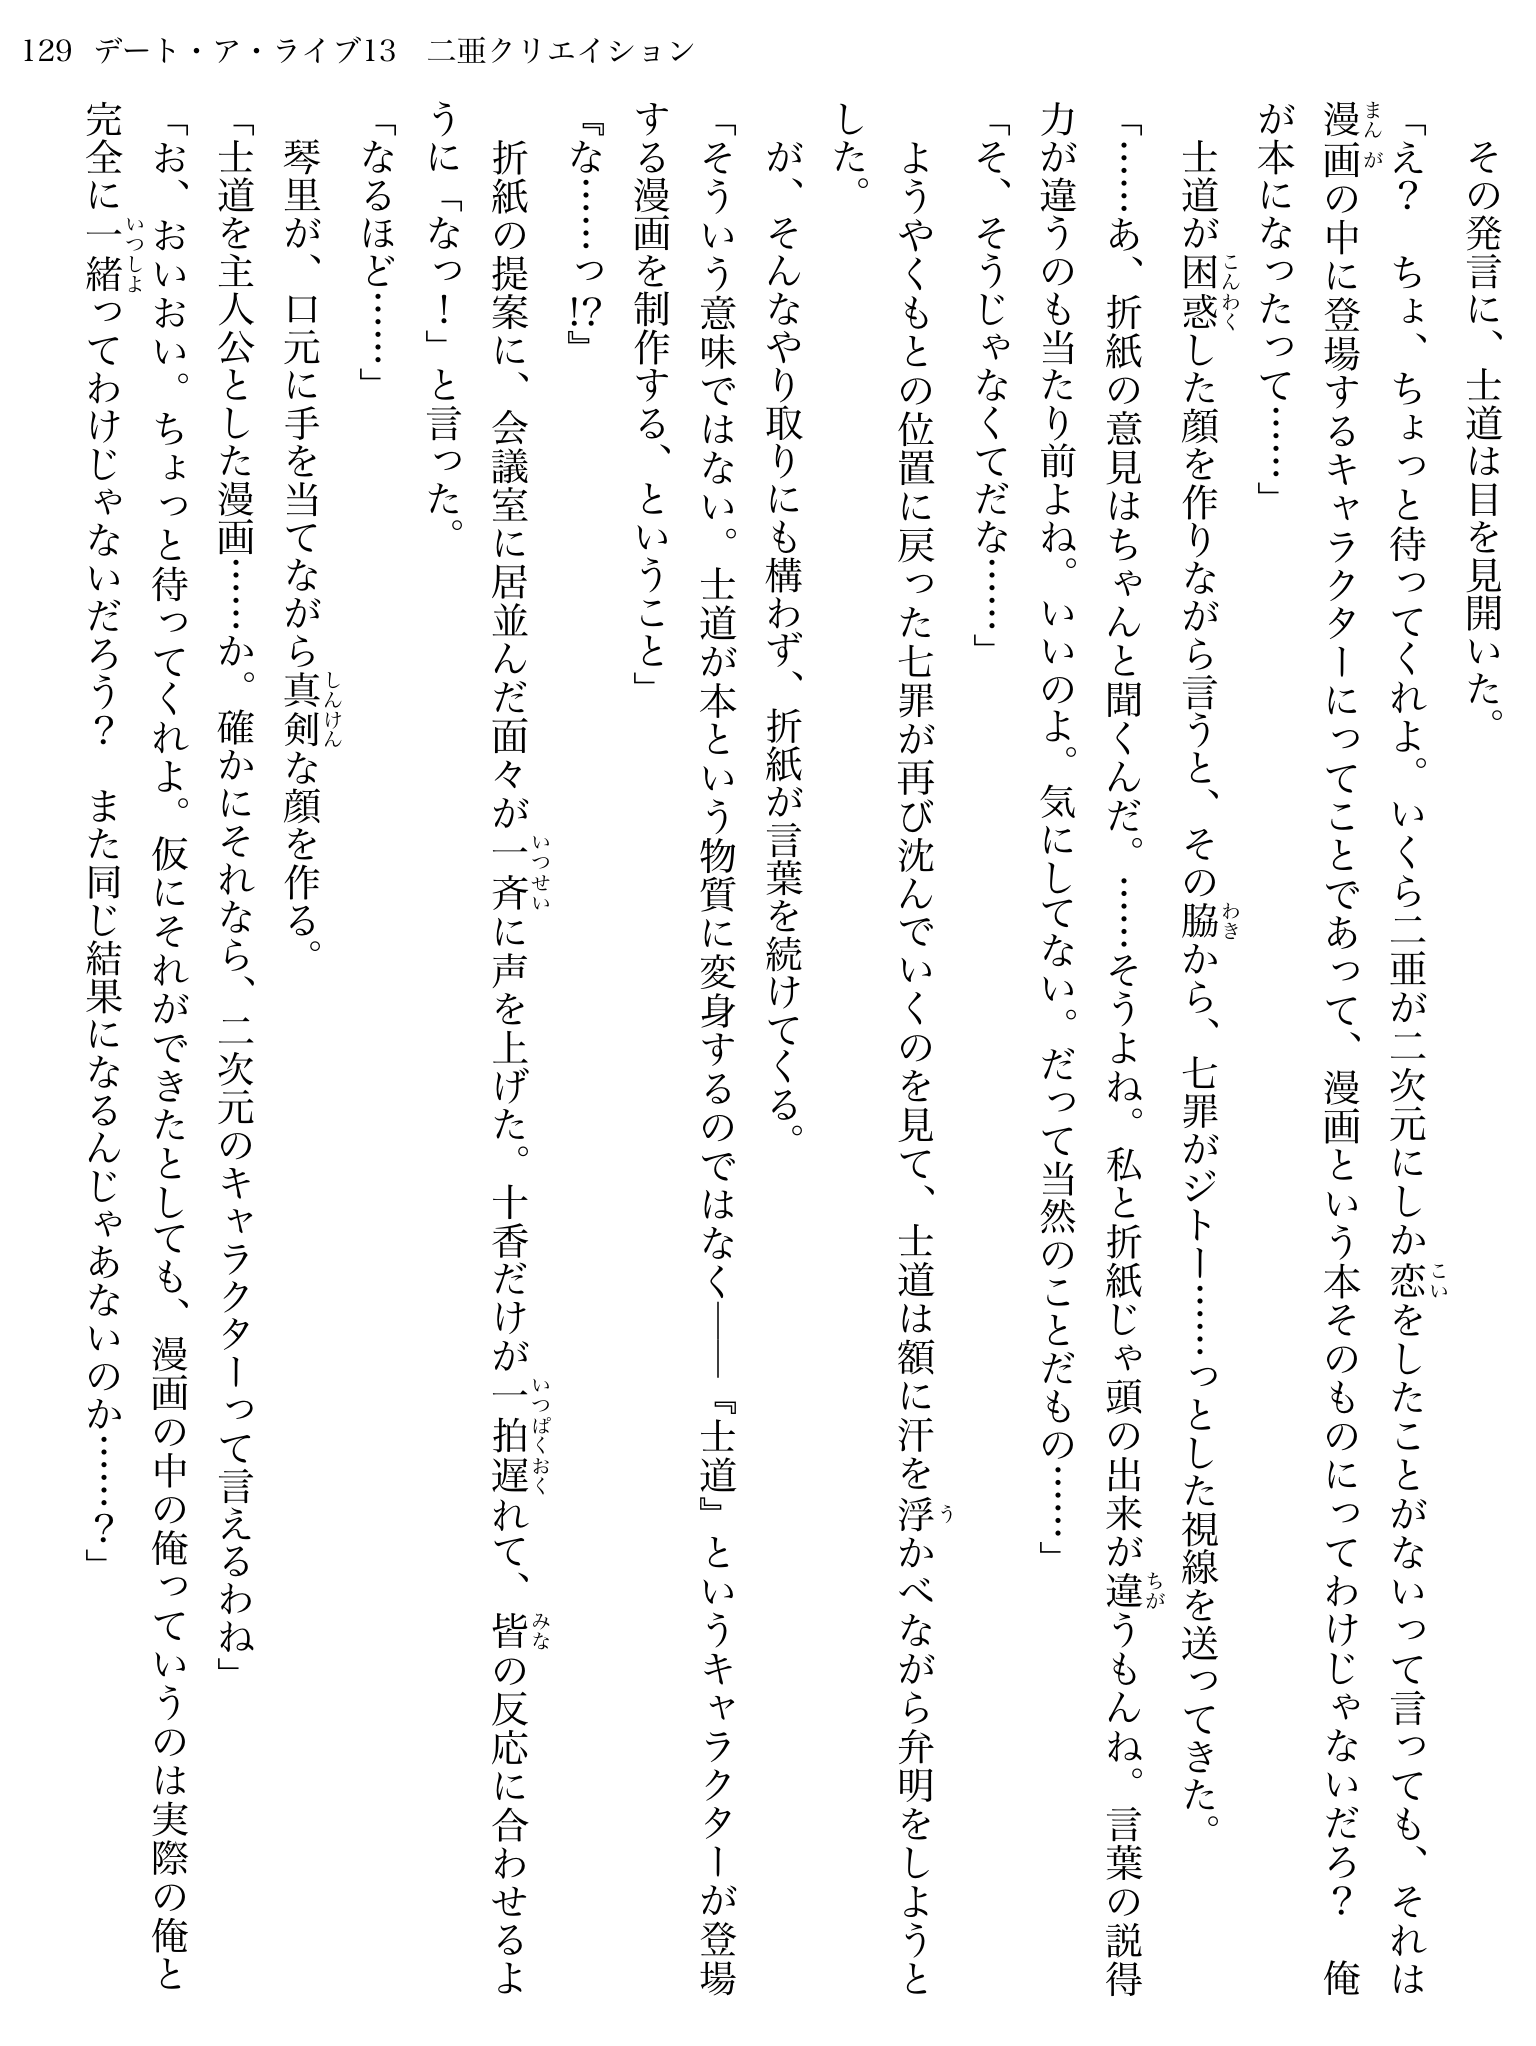 129 デート・ア・ライブ13　二亜クリエイション
　その発言に、士道は目を見開いた。
「え？　ちょ、ちょっと待ってくれよ。いくら二亜が二次元にしか恋をしたことがないって言っても、それは
漫画の中に登場するキャラクターにってことであって、漫画という本そのものにってわけじゃないだろ？　俺
が本になったって……」
　士道が困惑した顔を作りながら言うと、その脇から、七罪がジトー……っとした視線を送ってきた。
「……あ、折紙の意見はちゃんと聞くんだ。……そうよね。私と折紙じゃ頭の出来が違うもんね。言葉の説得
力が違うのも当たり前よね。いいのよ。気にしてない。だって当然のことだもの……」
「そ、そうじゃなくてだな……」
　ようやくもとの位置に戻った七罪が再び沈んでいくのを見て、士道は額に汗を浮かべながら弁明をしようと
した。
　が、そんなやり取りにも構わず、折紙が言葉を続けてくる。
「そういう意味ではない。士道が本という物質に変身するのではなく――『士道』というキャラクターが登場
する漫画を制作する、ということ」
『な……っ!?』
　折紙の提案に、会議室に居並んだ面々が一斉に声を上げた。十香だけが一拍遅れて、皆の反応に合わせるよ
うに「なっ！」と言った。
「なるほど……」
　琴里が、口元に手を当てながら真剣な顔を作る。
「士道を主人公とした漫画……か。確かにそれなら、二次元のキャラクターって言えるわね」
「お、おいおい。ちょっと待ってくれよ。仮にそれができたとしても、漫画の中の俺っていうのは実際の俺と
完全に一緒ってわけじゃないだろう？　また同じ結果になるんじゃあないのか……？」